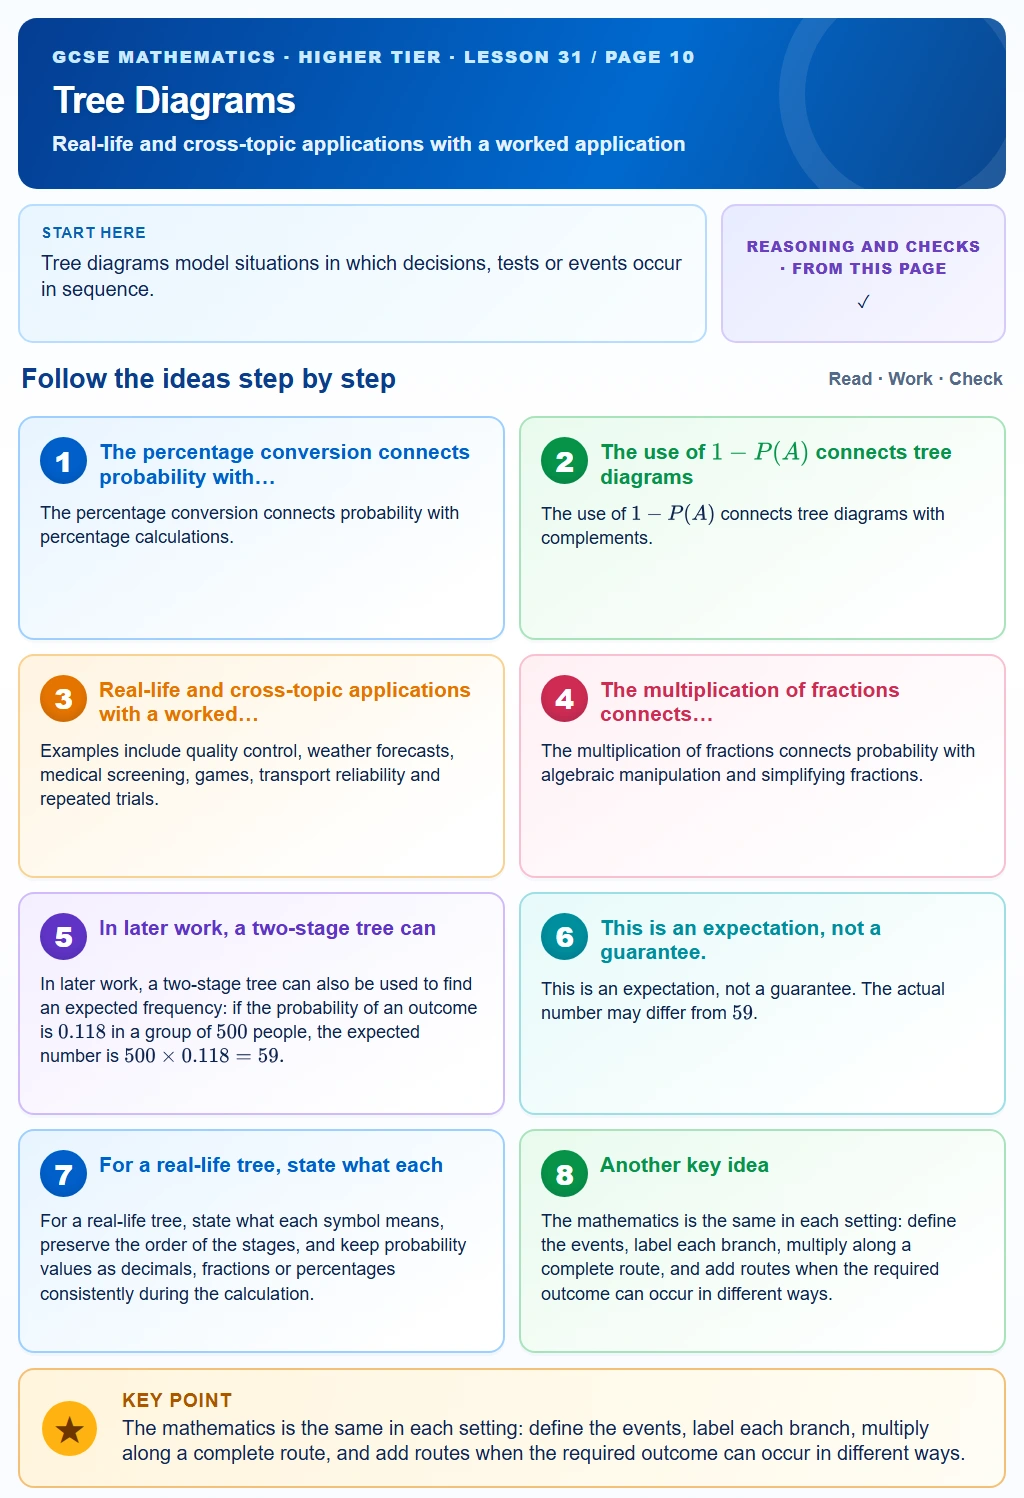 GCSE MATHEMATICS · HIGHER TIER · LESSON 31 / PAGE 10
Tree Diagrams
Real-life and cross-topic applications with a worked application
START HERE
Tree diagrams model situations in which decisions, tests or events occur
in sequence.
REASONING AND CHECKS
· FROM THIS PAGE
✓
Follow the ideas step by step
Read · Work · Check
1
The percentage conversion connects
probability with…
The percentage conversion connects probability with
percentage calculations.
2
The use of 1 − P(A) connects tree
diagrams
The use of 1 − P(A) connects tree diagrams with
complements.
3
Real-life and cross-topic applications
with a worked…
Examples include quality control, weather forecasts,
medical screening, games, transport reliability and
repeated trials.
4
The multiplication of fractions
connects…
The multiplication of fractions connects probability with
algebraic manipulation and simplifying fractions.
5
In later work, a two-stage tree can
In later work, a two-stage tree can also be used to find
an expected frequency: if the probability of an outcome
is 0.118 in a group of 500 people, the expected
number is 500 × 0.118 = 59.
6
This is an expectation, not a
guarantee.
This is an expectation, not a guarantee. The actual
number may differ from 59.
7
For a real-life tree, state what each
For a real-life tree, state what each symbol means,
preserve the order of the stages, and keep probability
values as decimals, fractions or percentages
consistently during the calculation.
8
Another key idea
The mathematics is the same in each setting: define
the events, label each branch, multiply along a
complete route, and add routes when the required
outcome can occur in different ways.
KEY POINT
The mathematics is the same in each setting: define the events, label each branch, multiply
along a complete route, and add routes when the required outcome can occur in different ways.